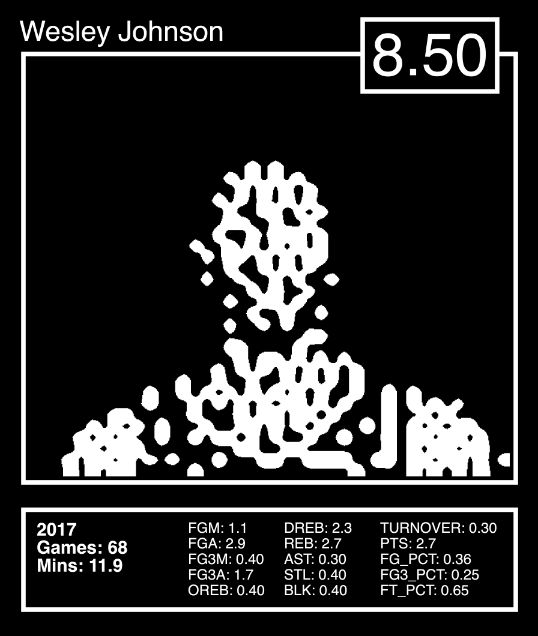 Wesley Johnson
8.50
2017
Games: 68
Mins: 11.9
FGM: 1.1
FGA: 2.9
FG3M: 0.40
FG3A: 1.7
OREB: 0.40
DREB: 2.3
REB: 2.7
AST: 0.30
STL: 0.40
BLK: 0.40
TURNOVER: 0.30
PTS: 2.7
FG_PCT: 0.36
FG3_PCT: 0.25
FT_PCT: 0.65